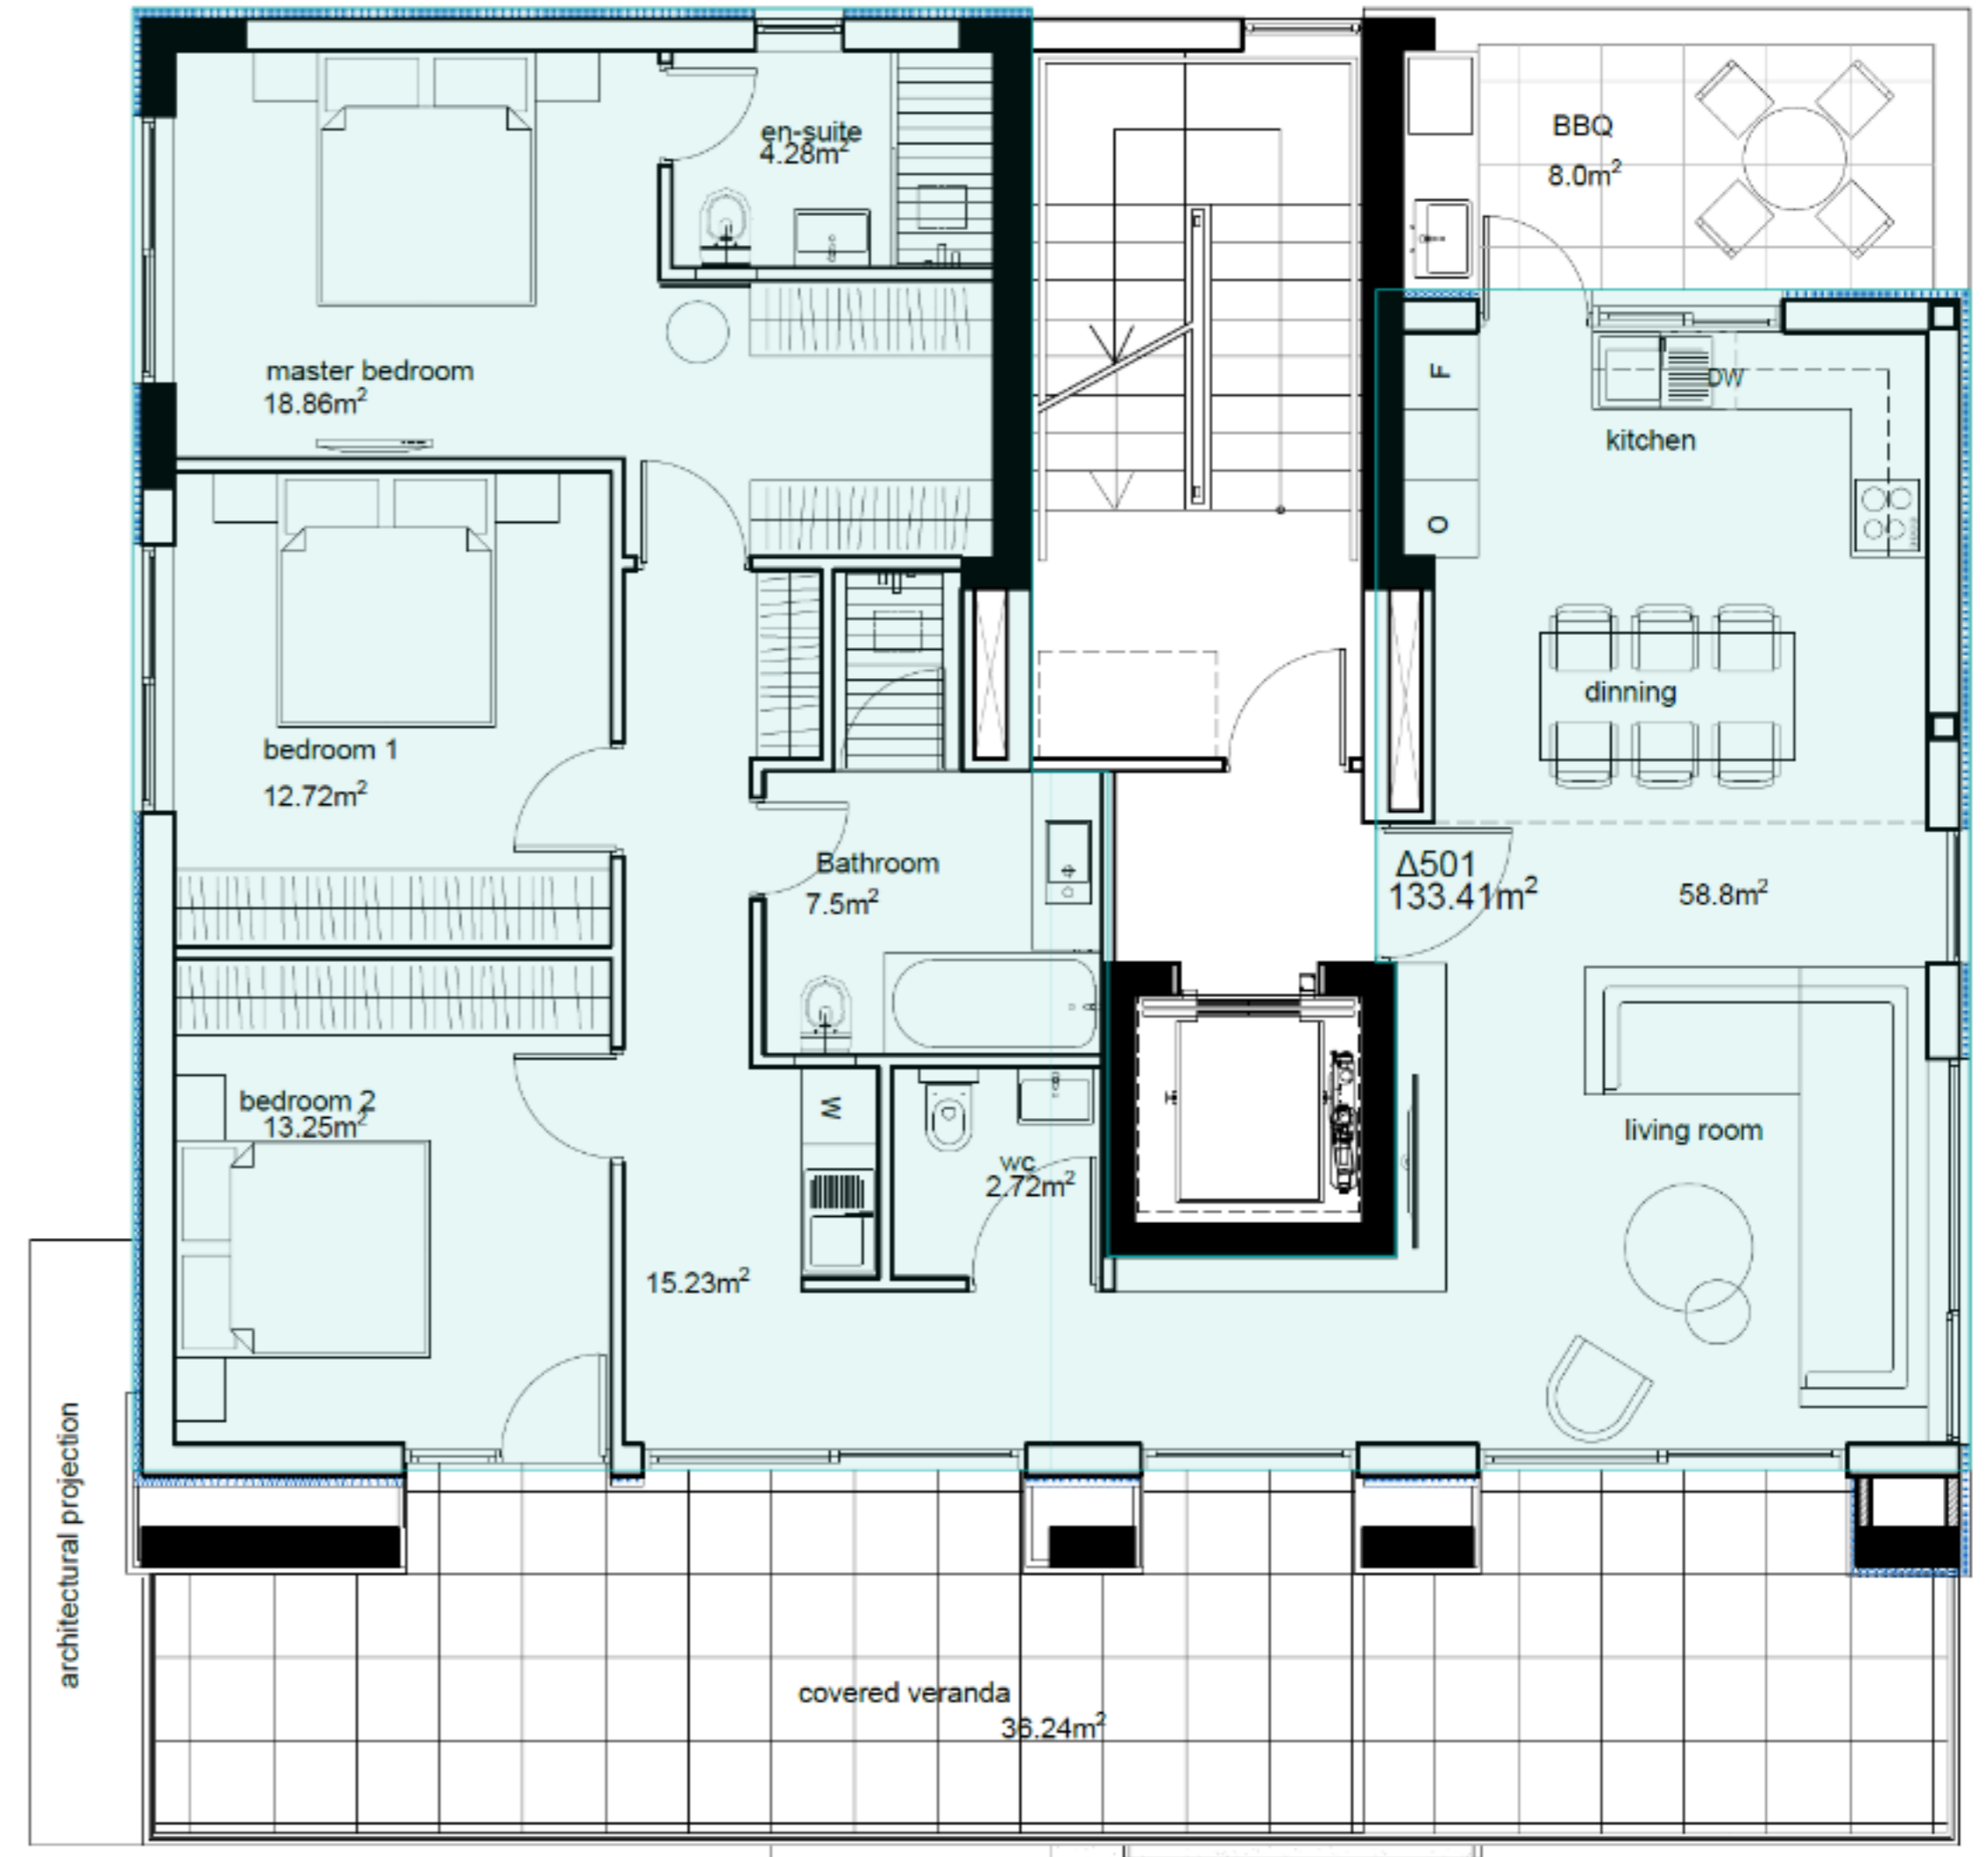 en-suite
4.28m²
BBQ
8.0m²
master bedroom
18.86m²
F
DW
kitchen
O
dinning
bedroom 1
12.72m²
Bathroom
7.5m²
Δ501
133.41m²
58.8m²
bedroom 2
13.25m²
W
living room
wc
2.72m²
15.23m²
architectural projection
covered veranda
36.24m²